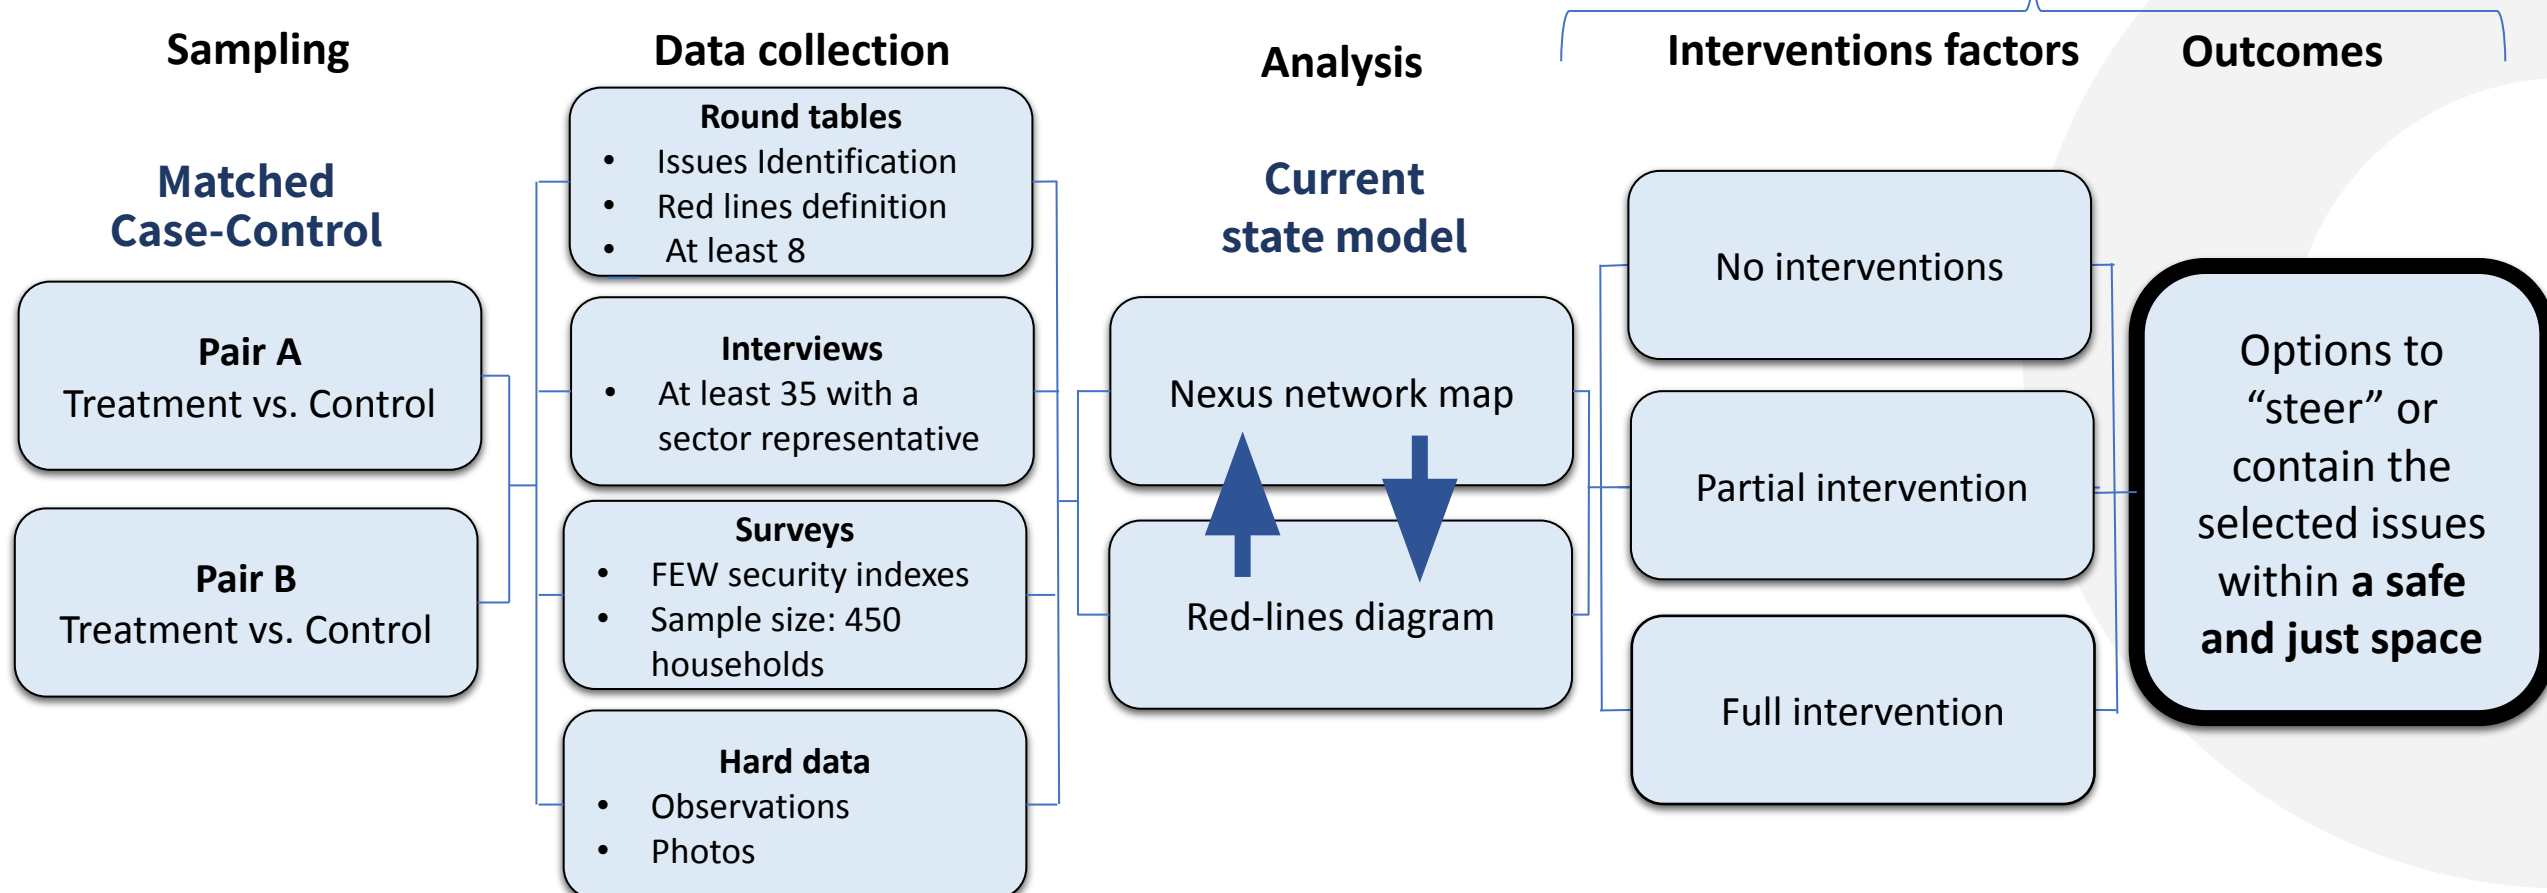 Sampling
Matched
Case-Control
Pair A
Treatment vs. Control
Pair B
Treatment vs. Control
Data collection
Round tables
• Issues Identification
• Red lines definition
• At least 8
Interviews
• At least 35 with a
sector representative
Surveys
• FEW security indexes
• Sample size: 450
households
Hard data
• Observations
• Photos
Analysis
Current
state model
Nexus network map
Red-lines diagram
Interventions factors
No interventions
Partial intervention
Full intervention
Outcomes
Options to
“steer” or
contain the
selected issues
within a safe
and just space